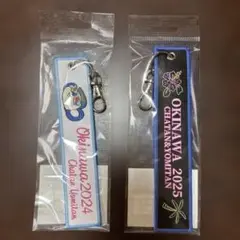 Okinawa 2024
Chatan Yomitan
OKINAWA 2025
CHATAN&YOMITAN